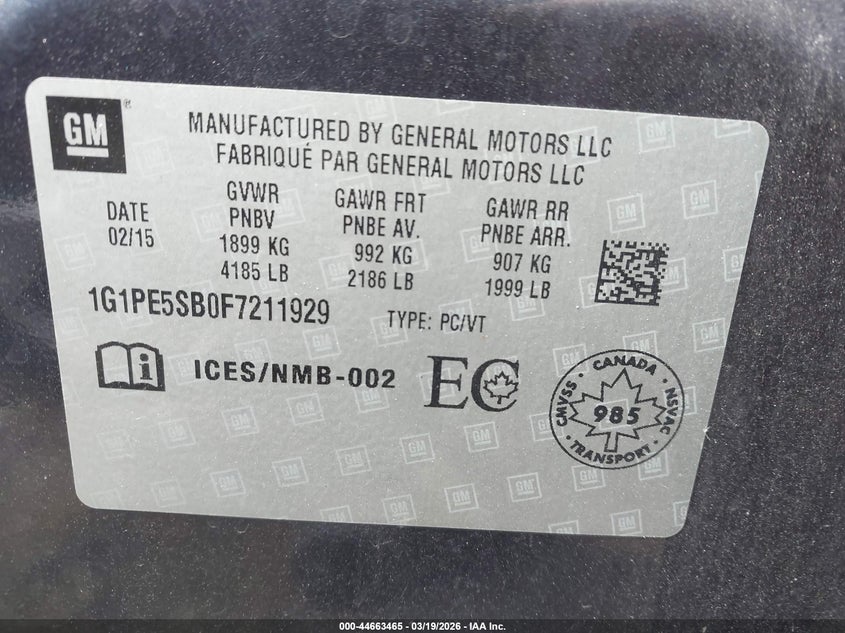 GM
MANUFACTURED BY GENERAL MOTORS LLC
FABRIQUÉ PAR GENERAL MOTORS LLC
DATE
02/15
GVWR
PNBV
1899 KG
4185 LB
GAWR FRT
PNBE AV.
992 KG
2186 LB
GAWR RR
PNBE ARR.
907 KG
1999 LB
1G1PE5SB0F7211929
TYPE: PC/VT
i ICES/NMB-002
EC
CMVSS · CANADA · NSVAC · TRANSPORT ·
985
000-44663465 - 03/19/2026 - IAA Inc.